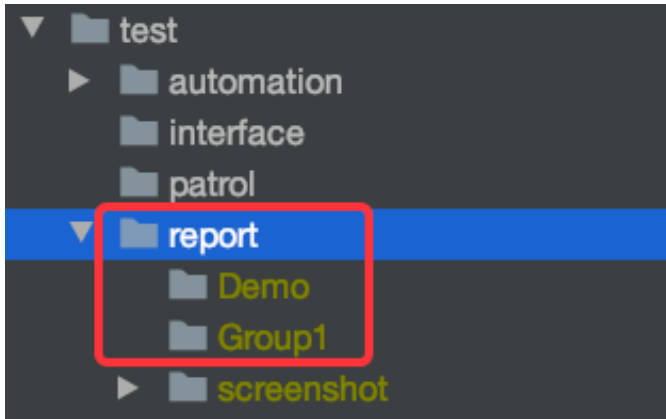 test
automation
interface
patrol
report
Demo
Group1
screenshot